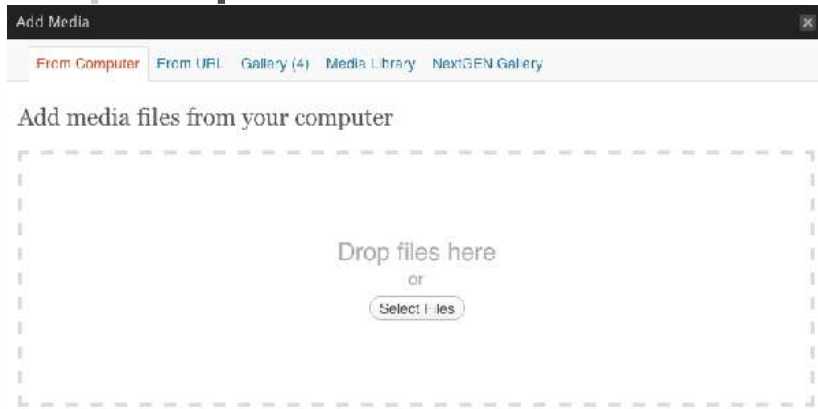 Add Media
From Computer From URL Gallery (4) Media Library NextGEN Gallery
Add media files from your computer
Drop files here
or
Select Files